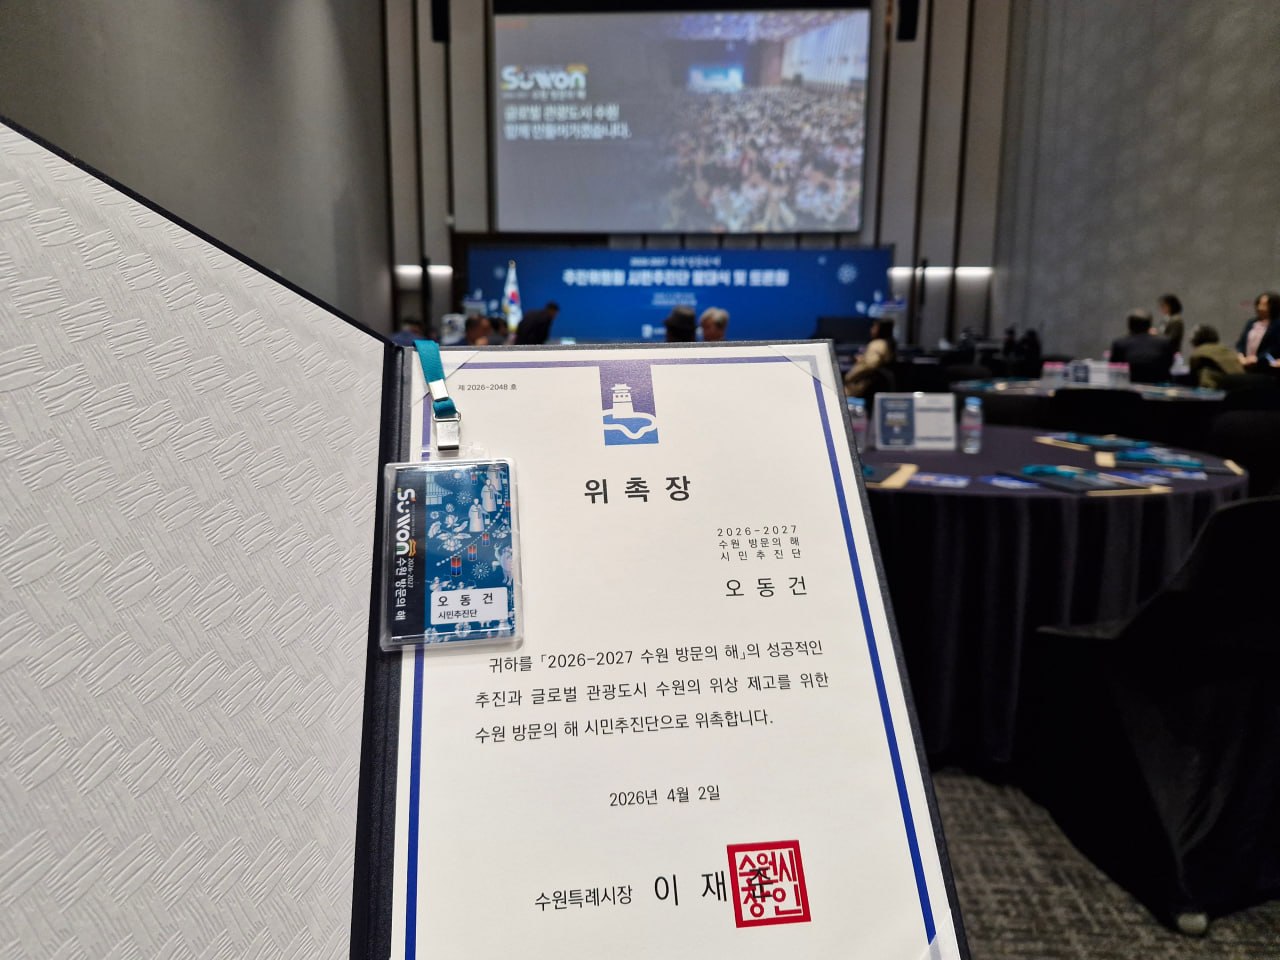 Suwon
글로벌 관광도시 수원
함께 만들어가겠습니다.
2026-2027 수원 방문의 해
추진위원회 시민추진단 발대식 및 토론회
제 2026-2048 호
위촉장
2026-2027
수원 방문의 해
시민추진단
오동건
귀하를 「2026-2027 수원 방문의 해」의 성공적인
추진과 글로벌 관광도시 수원의 위상 제고를 위한
수원 방문의 해 시민추진단으로 위촉합니다.
2026년 4월 2일
수원특례시장 이재준
수원시
장인
Suwon
2026-2027
수원 방문의 해
오동건
시민추진단